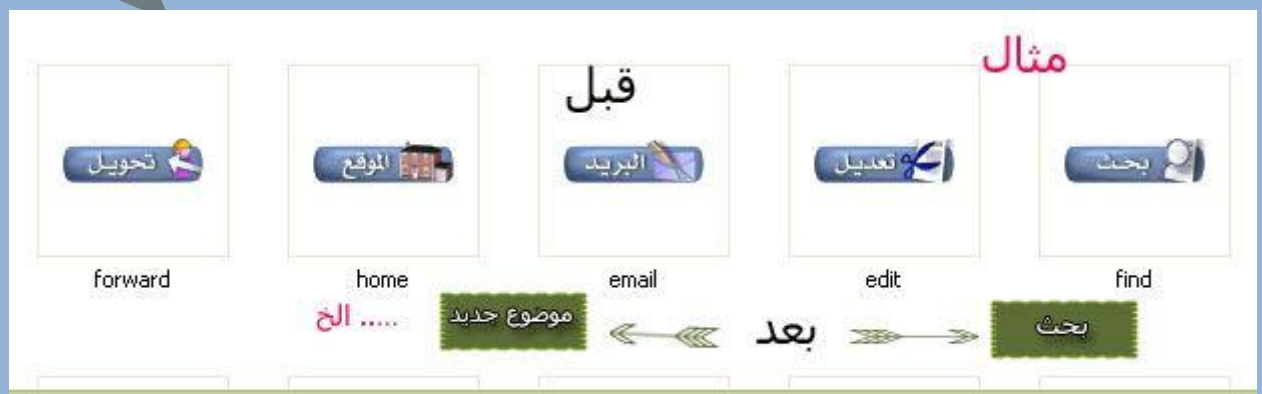 مثال
قبل
بحث
تعديل
البريد
الموقع
تحويل
find
edit
email
home
forward
بحث
بعد
موضوع جديد
..... الخ